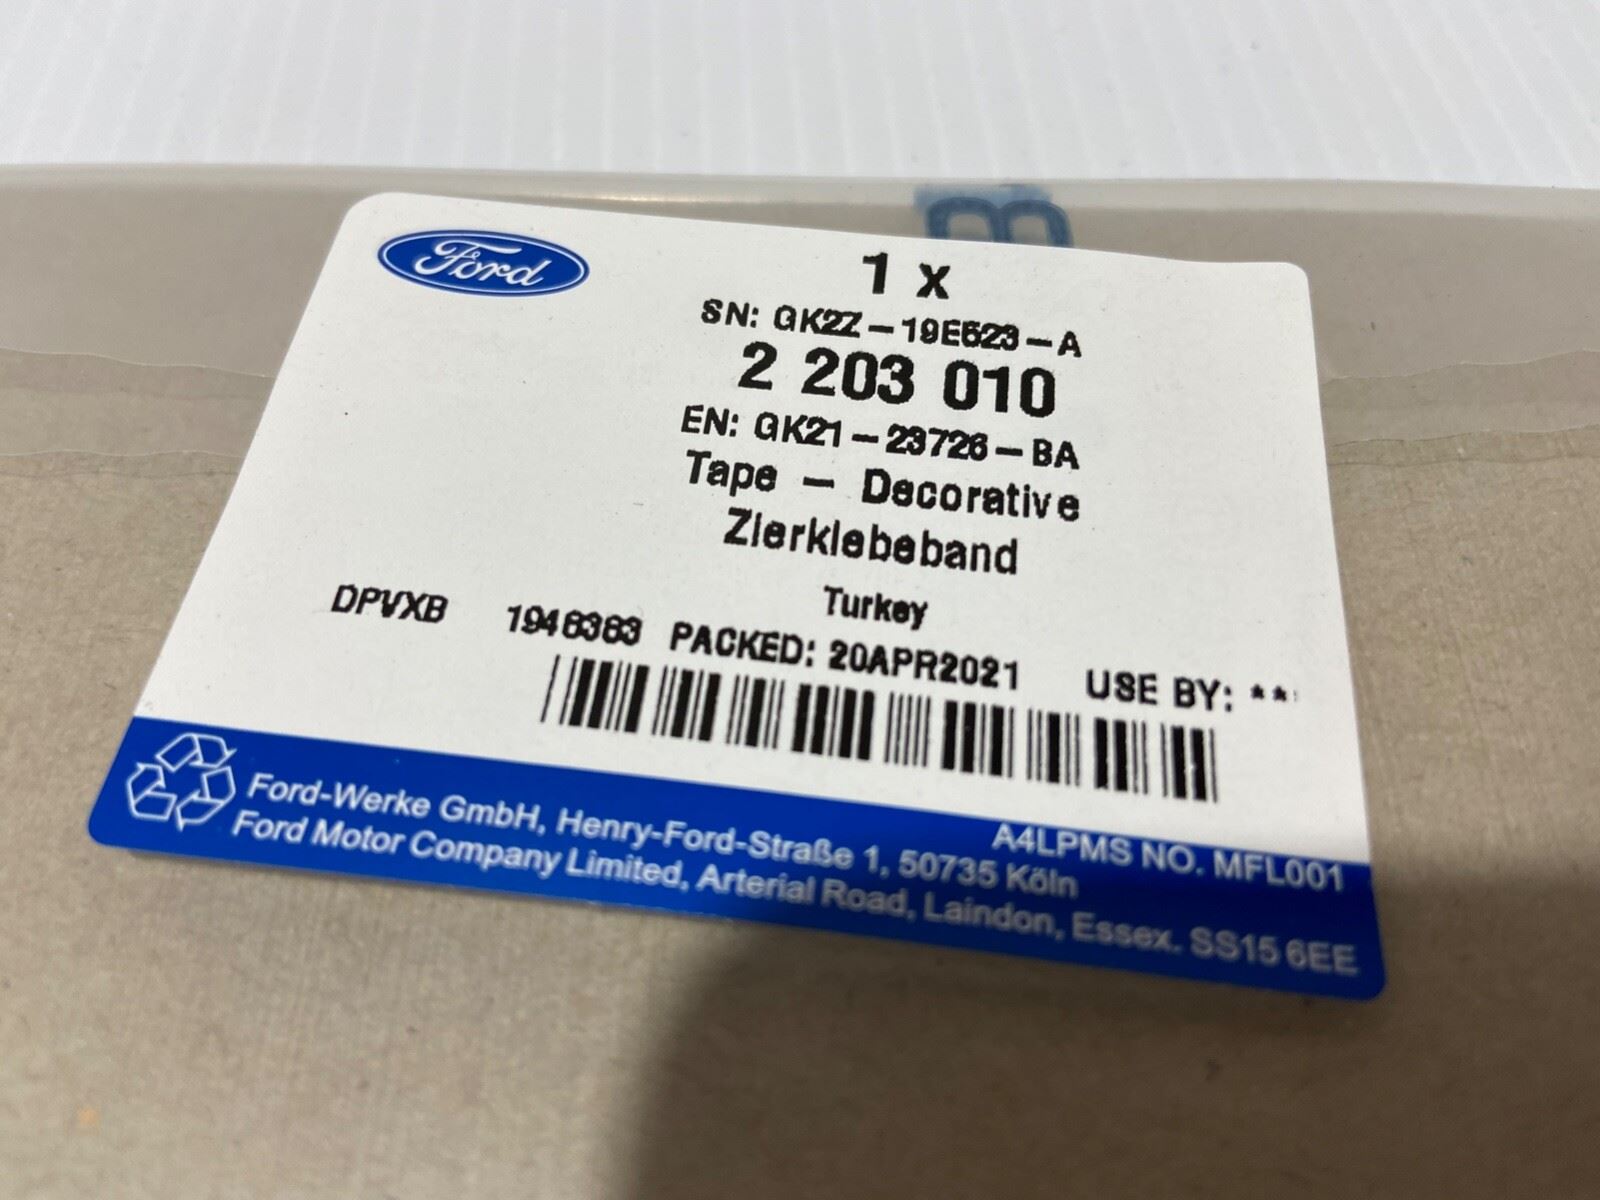 Ford
1 x
SN: GK2Z-19E523-A
2 203 010
EN: GK21-23726-BA
Tape - Decorative
Zierklebeband
Turkey
DPVXB 1946363 PACKED: 20APR2021 USE BY: **
A4LPMS NO. MFL001
Ford-Werke GmbH, Henry-Ford-Straße 1, 50735 Köln
Ford Motor Company Limited, Arterial Road, Laindon, Essex. SS15 6EE
B